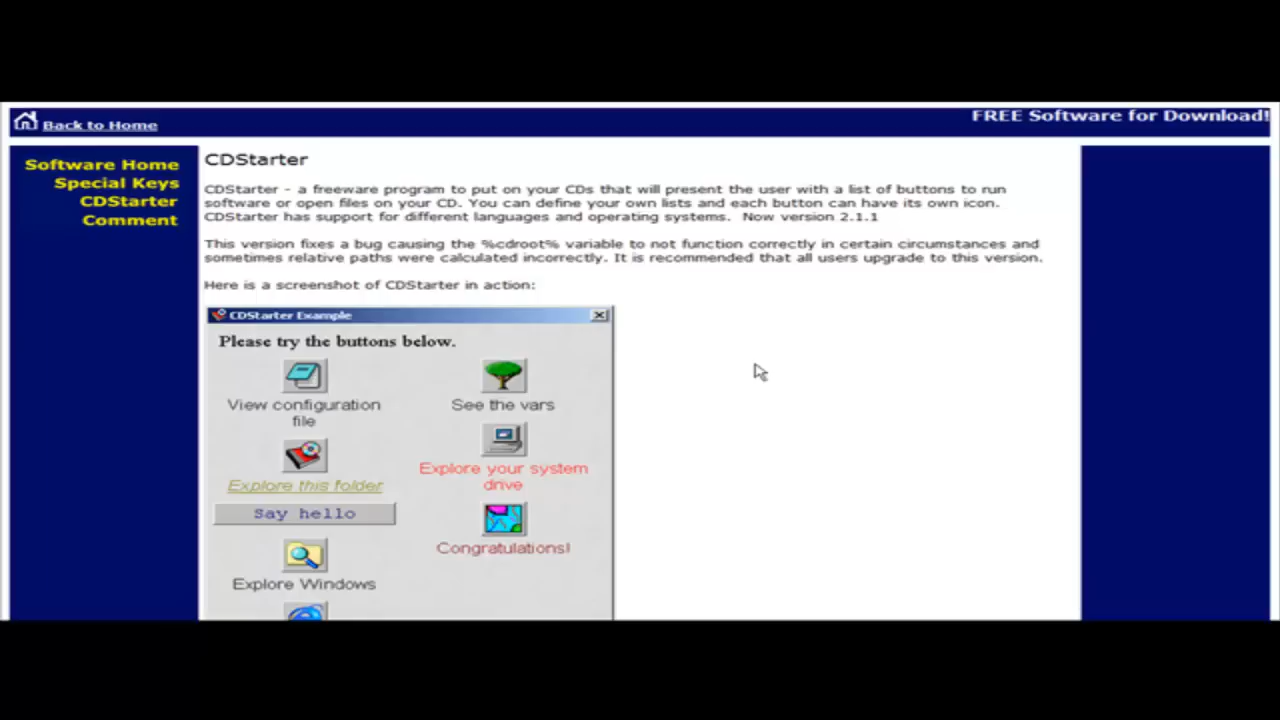 Back to Home
FREE Software for Download!
Software Home
Special Keys
CDStarter
Comment
CDStarter
CDStarter - a freeware program to put on your CDs that will present the user with a list of buttons to run
software or open files on your CD. You can define your own lists and each button can have its own icon.
CDStarter has support for different languages and operating systems.  Now version 2.1.1
This version fixes a bug causing the %cdroot% variable to not function correctly in certain circumstances and
sometimes relative paths were calculated incorrectly. It is recommended that all users upgrade to this version.
Here is a screenshot of CDStarter in action:
CDStarter Example
Please try the buttons below.
View configuration
file
Explore this folder
Say hello
Explore Windows
See the vars
Explore your system
drive
Congratulations!